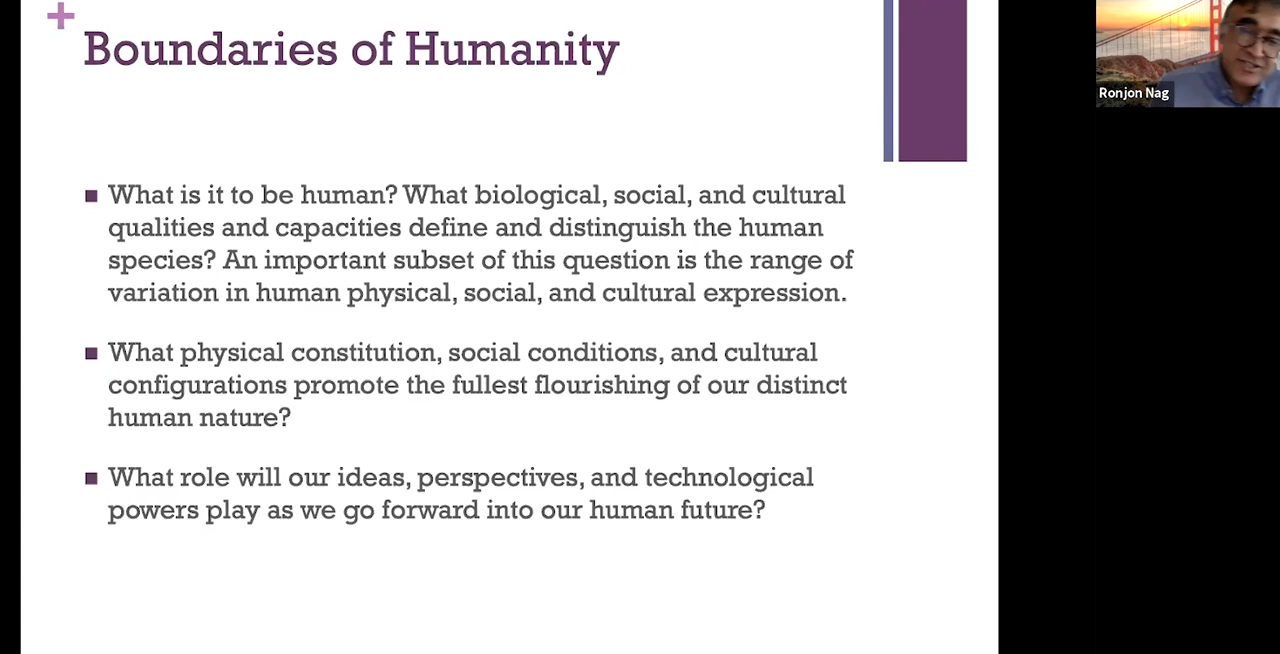 +
Boundaries of Humanity
Ronjon Nag
■ What is it to be human? What biological, social, and cultural
qualities and capacities define and distinguish the human
species? An important subset of this question is the range of
variation in human physical, social, and cultural expression.
■ What physical constitution, social conditions, and cultural
configurations promote the fullest flourishing of our distinct
human nature?
■ What role will our ideas, perspectives, and technological
powers play as we go forward into our human future?